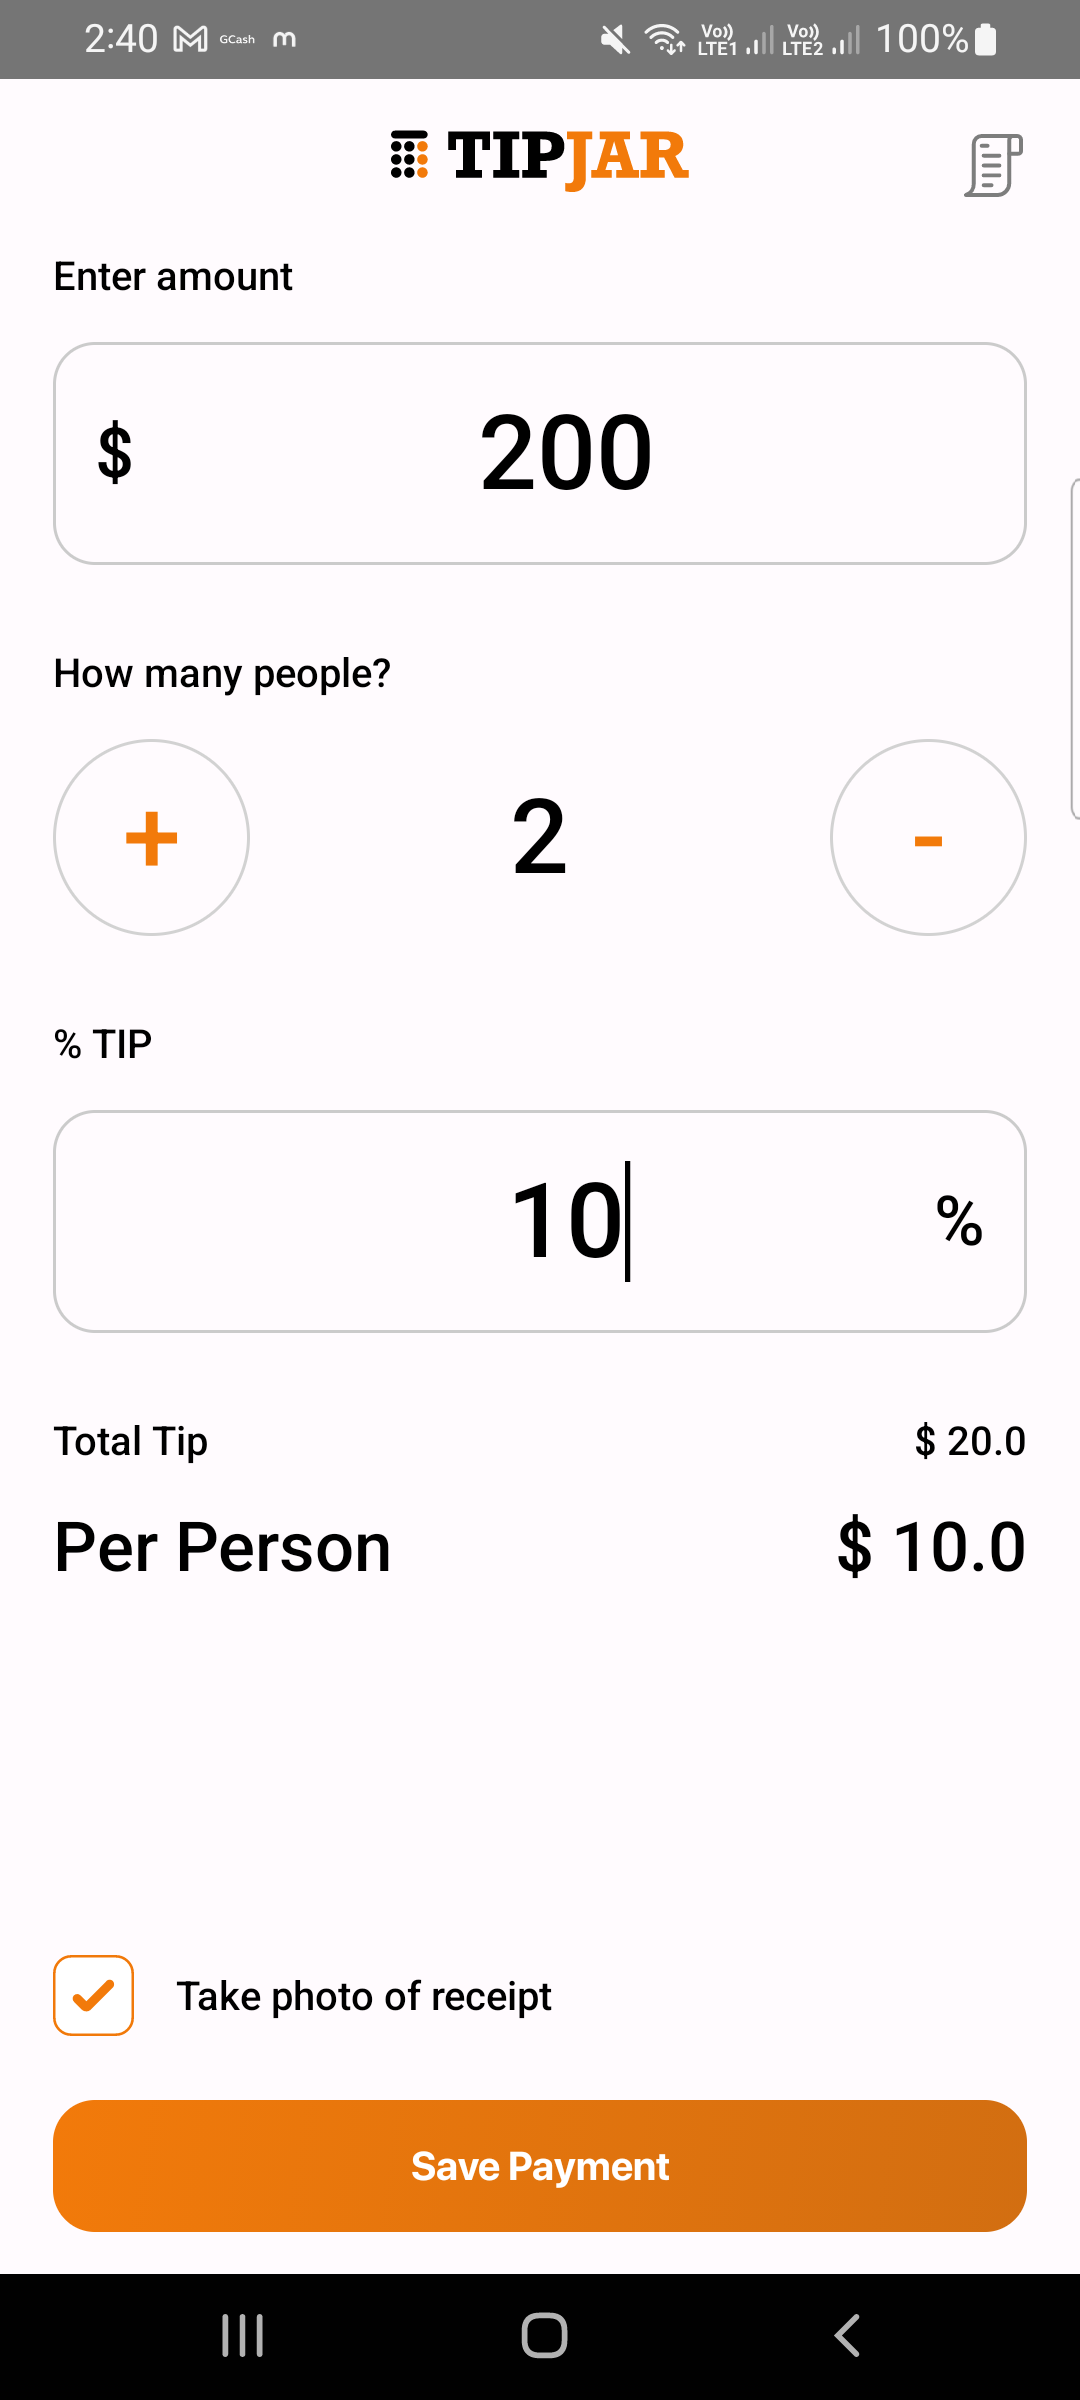 2:40 GCash Vo)) LTE1 Vo)) LTE2 100%
TIPJAR
Enter amount
$ 200
How many people?
+ 2 -
% TIP
10 %
Total Tip $ 20.0
Per Person $ 10.0
Take photo of receipt
Save Payment